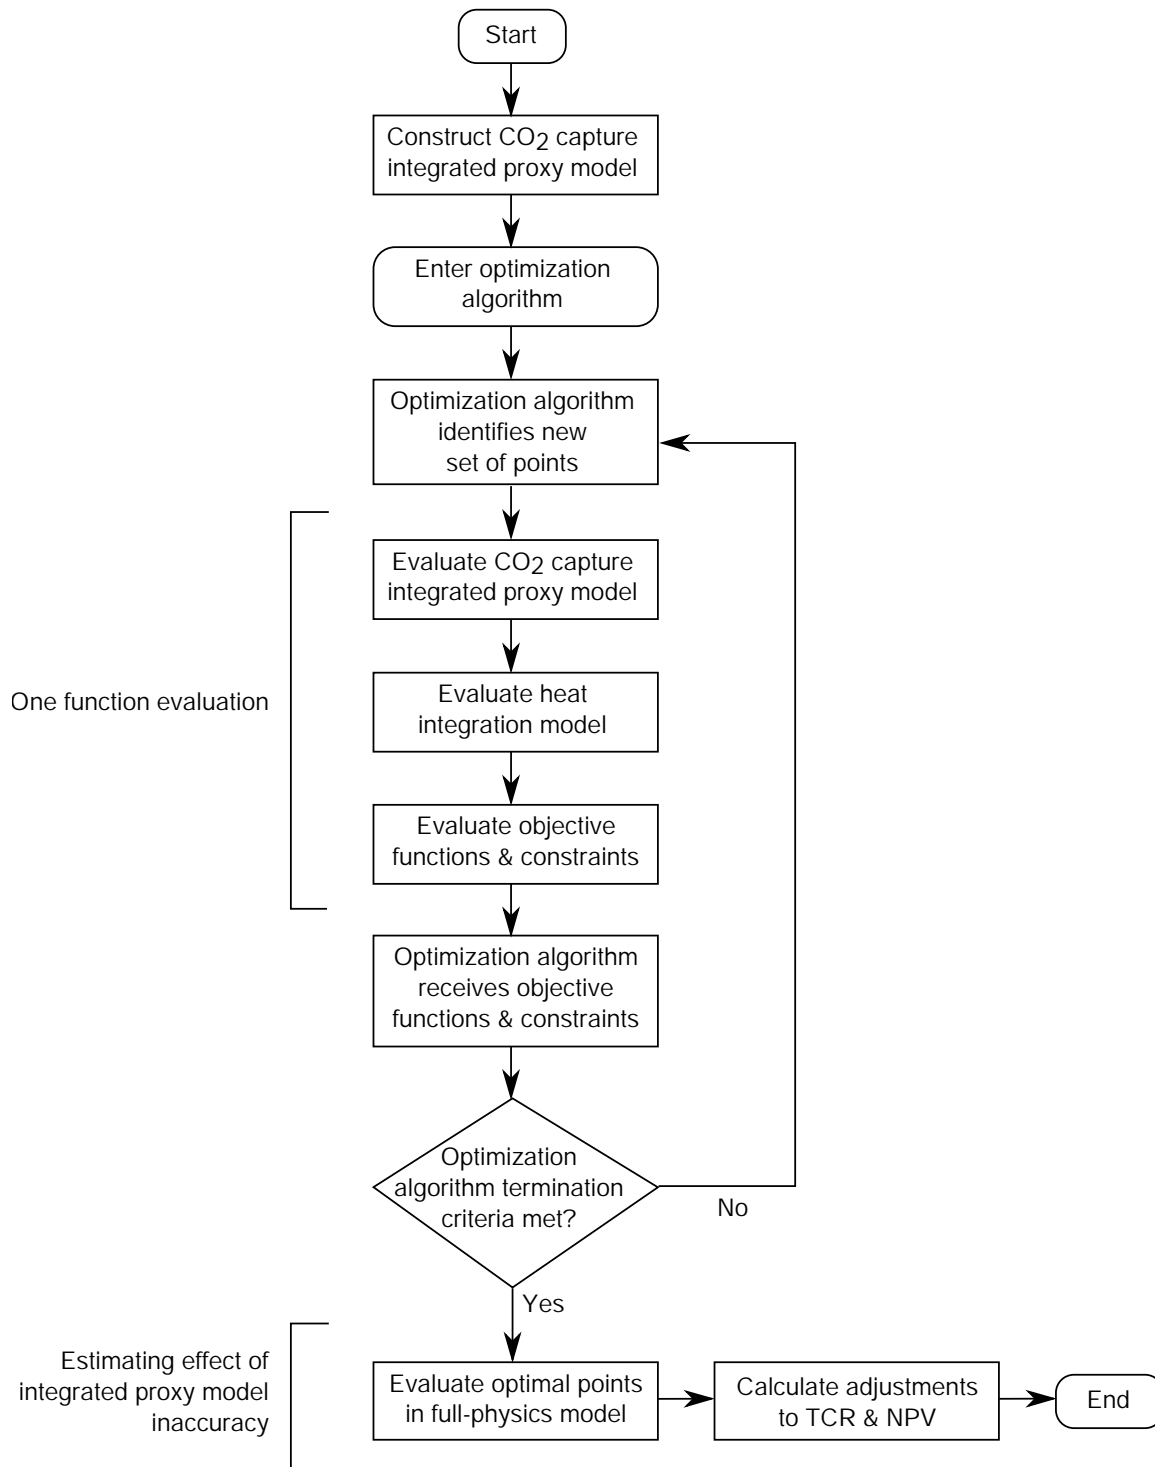 Start
Construct CO2 capture
integrated proxy model
Enter optimization
algorithm
Optimization algorithm
identifies new
set of points
One function evaluation
Evaluate CO2 capture
integrated proxy model
Evaluate heat
integration model
Evaluate objective
functions & constraints
Optimization algorithm
receives objective
functions & constraints
Optimization
algorithm termination
criteria met?
No
Yes
Estimating effect of
integrated proxy model
inaccuracy
Evaluate optimal points
in full-physics model
Calculate adjustments
to TCR & NPV
End